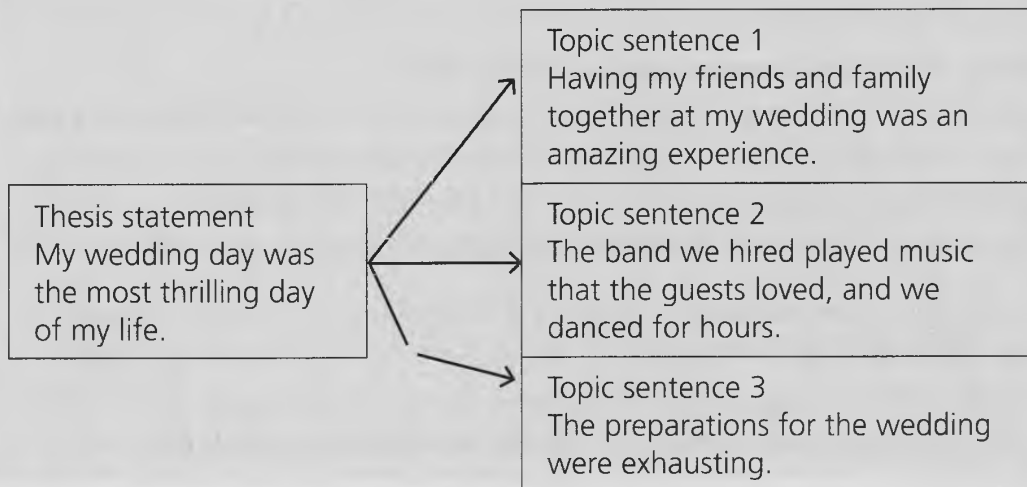 Topic sentence 1
Having my friends and family
together at my wedding was an
amazing experience.
Thesis statement
My wedding day was
the most thrilling day
of my life.
Topic sentence 2
The band we hired played music
that the guests loved, and we
danced for hours.
Topic sentence 3
The preparations for the wedding
were exhausting.